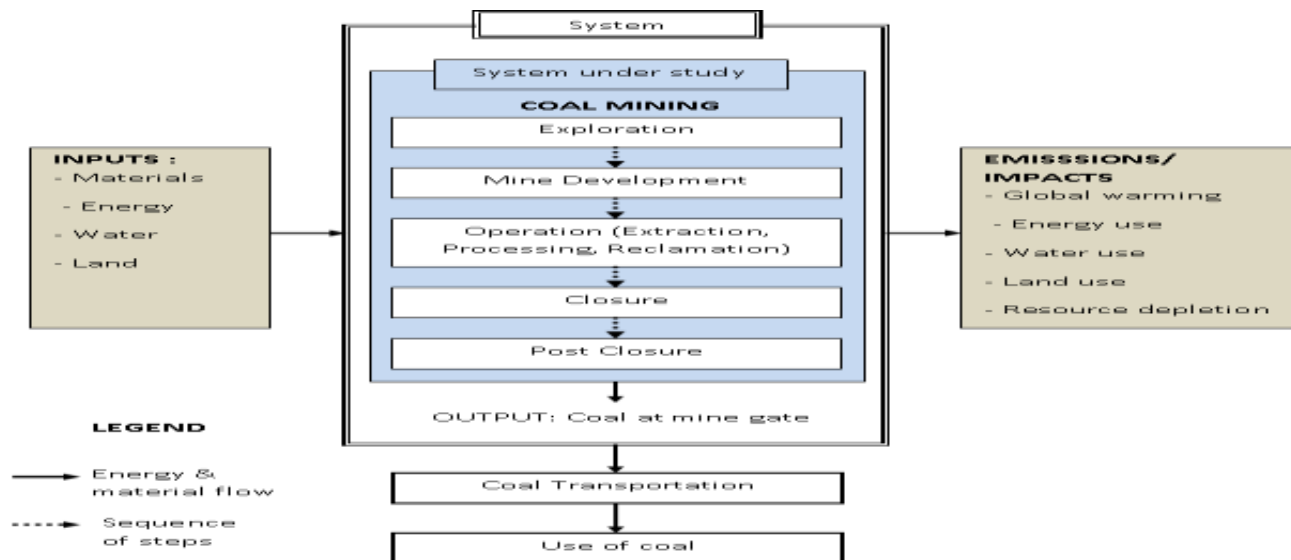 System
System under study
COAL MINING
Exploration
Mine Development
Operation (Extraction,
Processing, Reclamation)
Closure
Post Closure
OUTPUT: Coal at mine gate
Coal Transportation
Use of coal
INPUTS :
- Materials
- Energy
- Water
- Land
EMISSSIONS/
IMPACTS
- Global warming
- Energy use
- Water use
- Land use
- Resource depletion
LEGEND
Energy &
material flow
Sequence
of steps